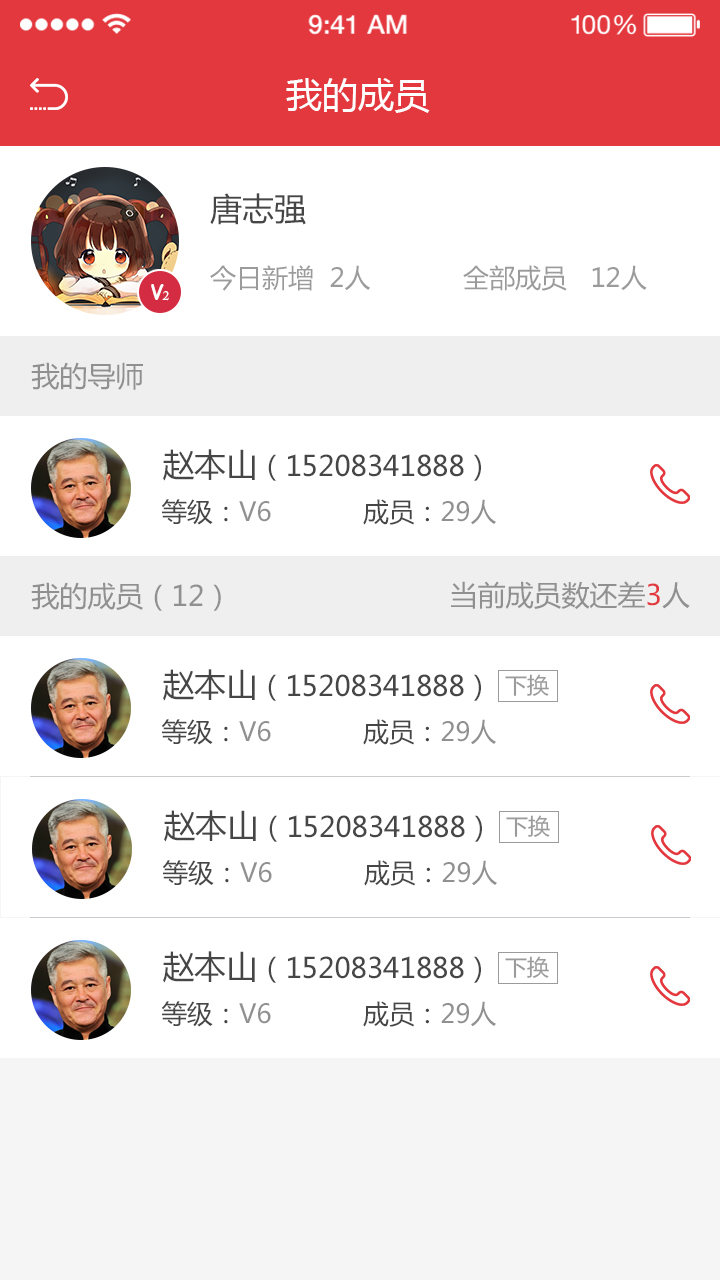 9:41 AM 100%
我的成员
唐志强
今日新增 2人 全部成员 12人
V2
我的导师
赵本山（15208341888）
等级：V6 成员：29人
我的成员（12） 当前成员数还差3人
赵本山（15208341888） 下换
等级：V6 成员：29人
赵本山（15208341888） 下换
等级：V6 成员：29人
赵本山（15208341888） 下换
等级：V6 成员：29人